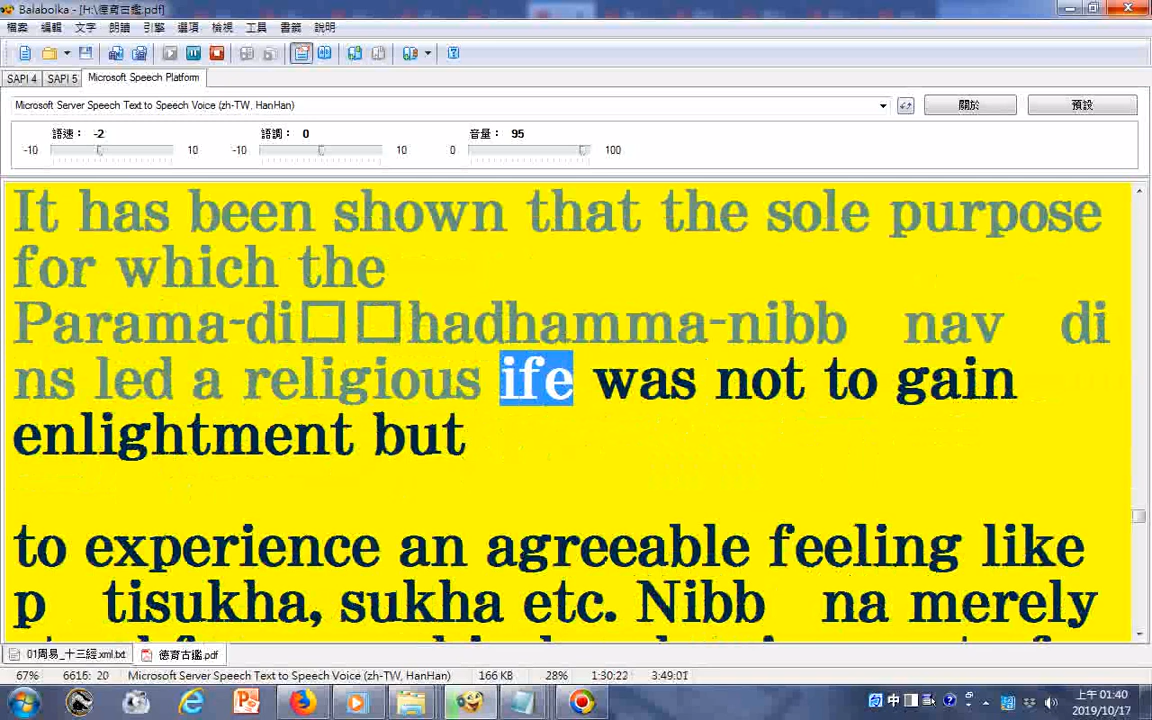 Balabolka - [H:\德育古鑑.pdf]
檔案 編輯 文字 朗讀 引擎 選項 檢視 工具 書籤 說明
SAPI 4 SAPI 5 Microsoft Speech Platform
Microsoft Server Speech Text to Speech Voice (zh-TW, HanHan) 關於 預設
語速： -2 語調： 0 音量： 95
-10 10 -10 10 0 100
It has been shown that the sole purpose
for which the
Parama-di□□hadhamma-nibb nav di
ns led a religious ife was not to gain
enlightment but
to experience an agreeable feeling like
p tisukha, sukha etc. Nibb na merely
01周易_十三經.xml.txt 德育古鑑.pdf
67% 6616: 20 Microsoft Server Speech Text to Speech Voice (zh-TW, HanHan) 166 KB 28% 1:30:22 3:49:01
中 上午 01:40
2019/10/17